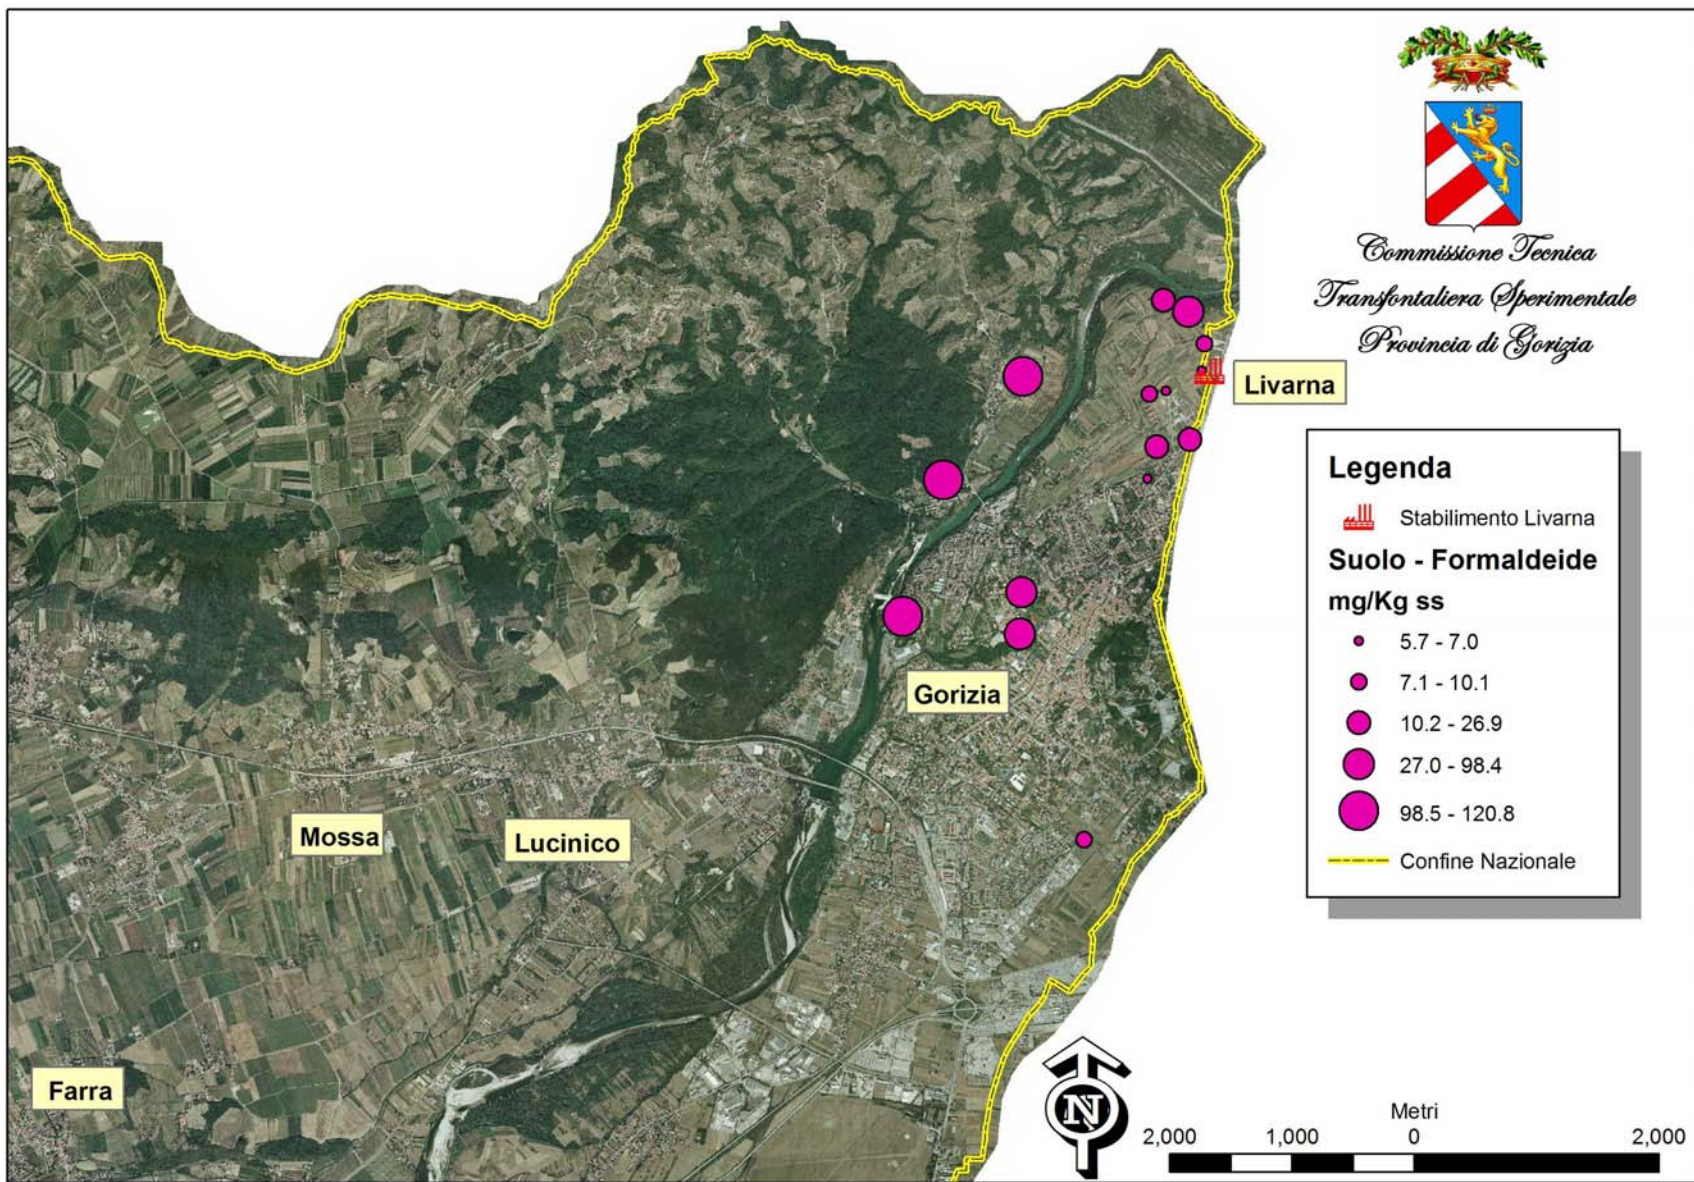 Commissione Tecnica
Transfontaliera Sperimentale
Provincia di Gorizia
Livarna
Legenda
Stabilimento Livarna
Suolo - Formaldeide
mg/Kg ss
5.7 - 7.0
7.1 - 10.1
10.2 - 26.9
27.0 - 98.4
98.5 - 120.8
Confine Nazionale
Gorizia
Mossa
Lucinico
Farra
N
Metri
2,000 1,000 0 2,000